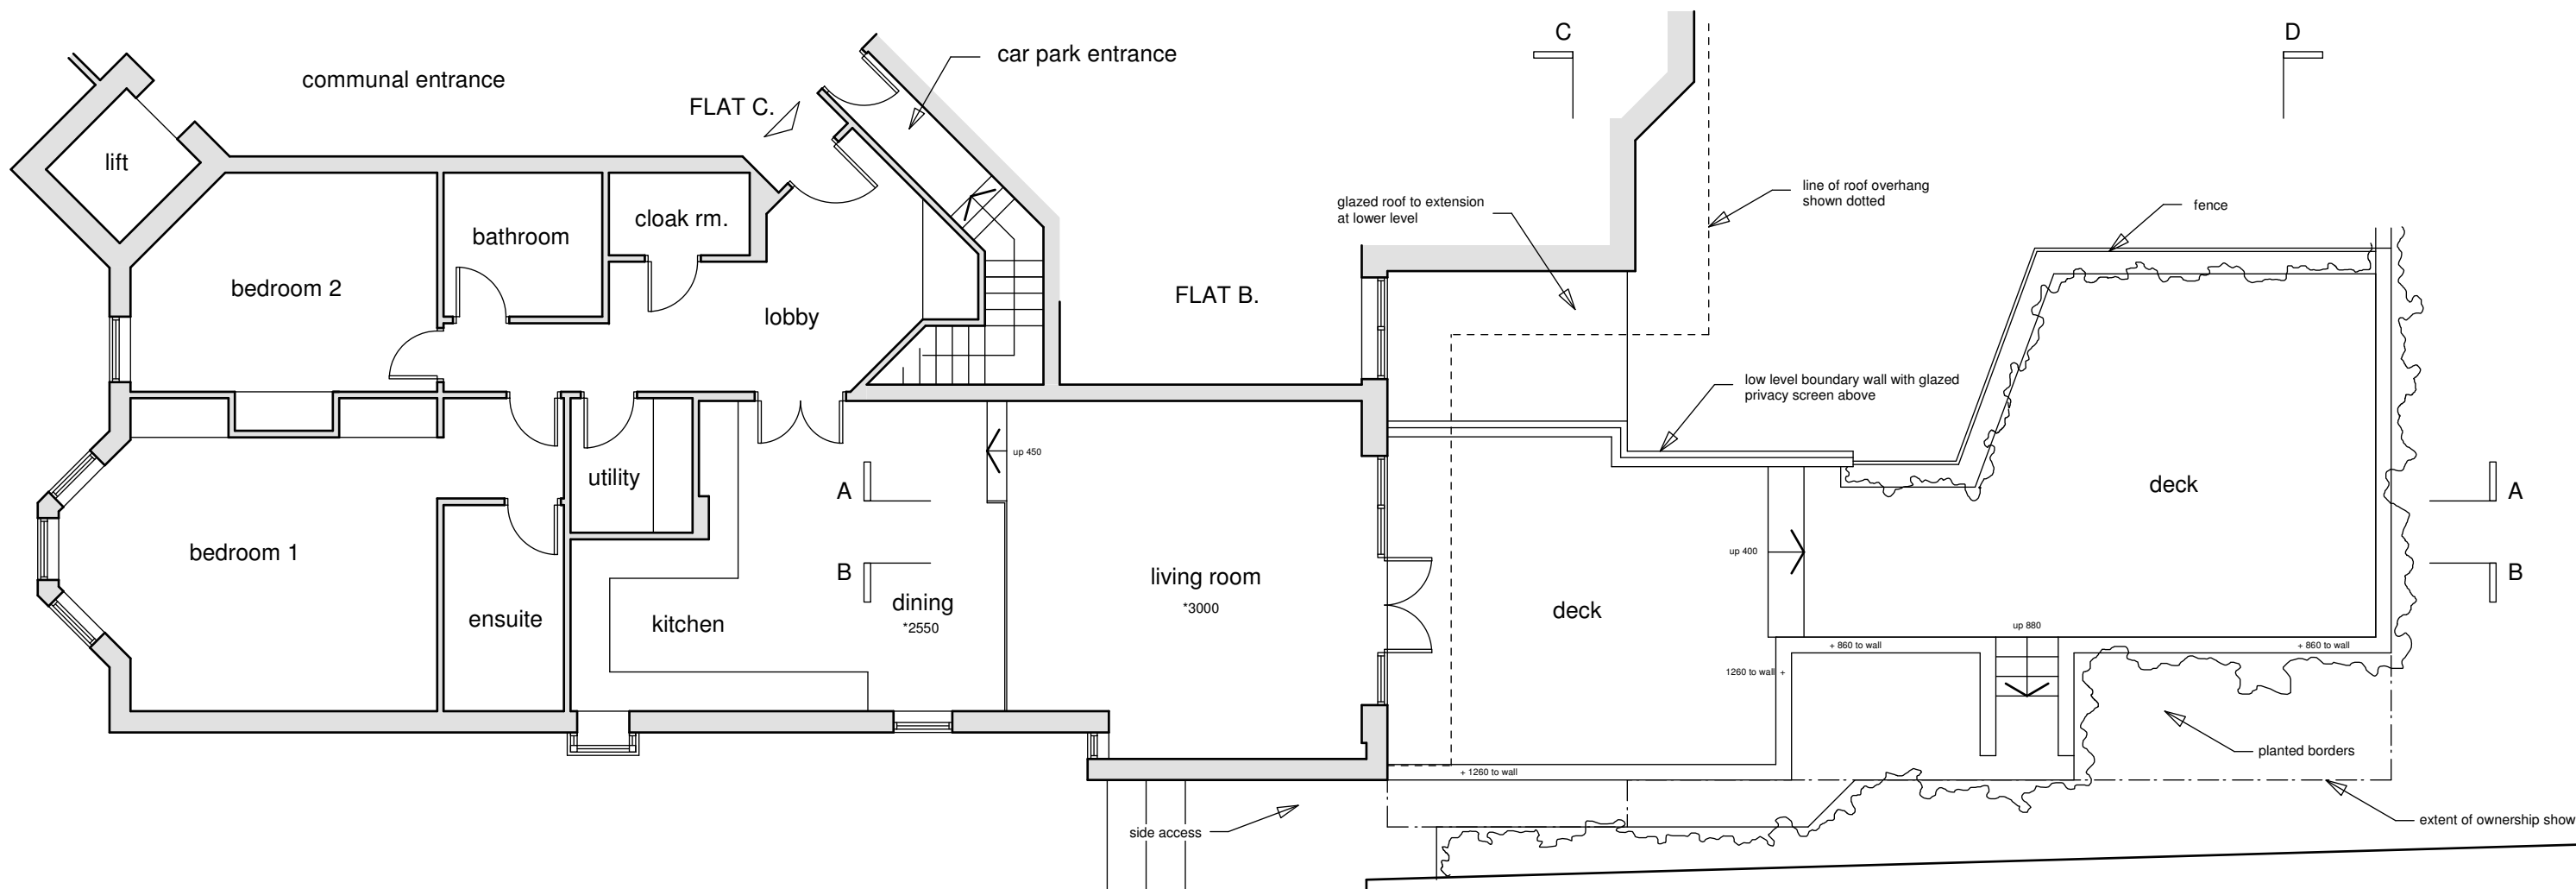 C
D
communal entrance
car park entrance
FLAT C.
lift
bathroom
cloak rm.
bedroom 2
lobby
FLAT B.
glazed roof to extension
at lower level
line of roof overhang
shown dotted
fence
low level boundary wall with glazed
privacy screen above
up 450
utility
A
B
bedroom 1
ensuite
kitchen
dining
*2550
living room
*3000
deck
up 400
deck
A
B
up 880
+ 860 to wall
+ 860 to wall
1260 to wall +
+ 1260 to wall
planted borders
side access
extent of ownership show